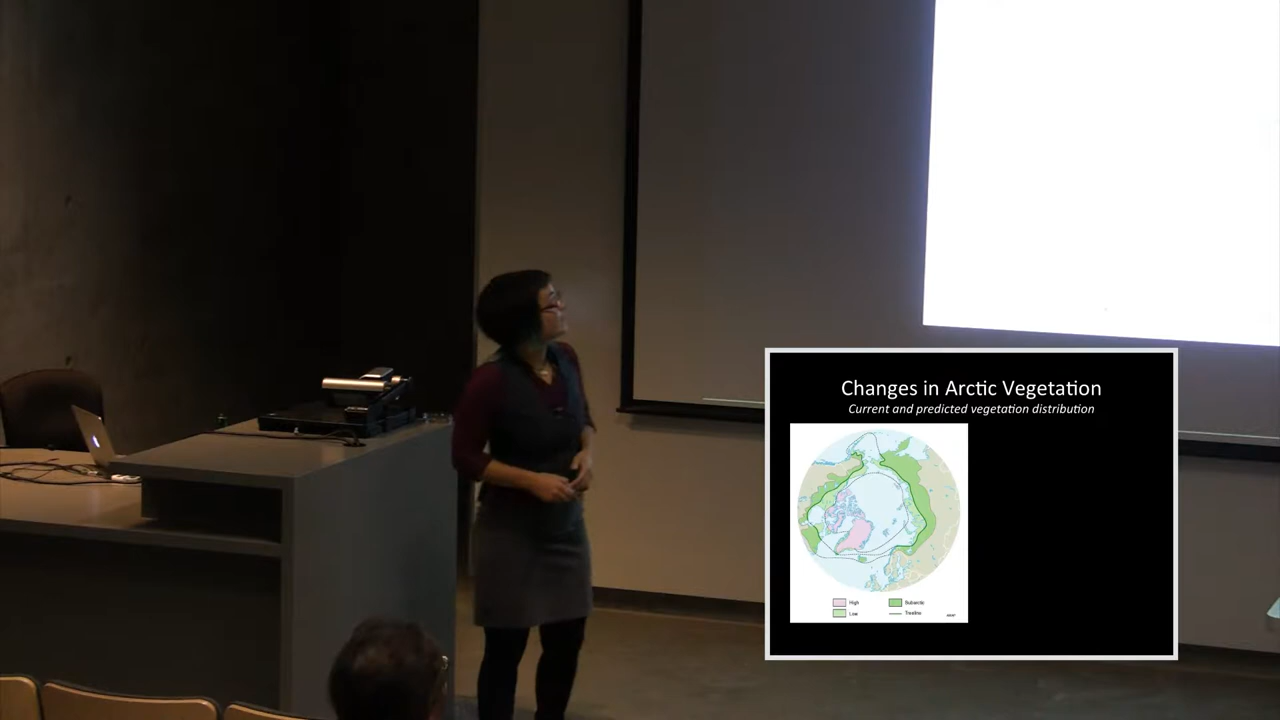 Changes in Arctic Vegetation
Current and predicted vegetation distribution
High
Subarctic
Low
Treeline